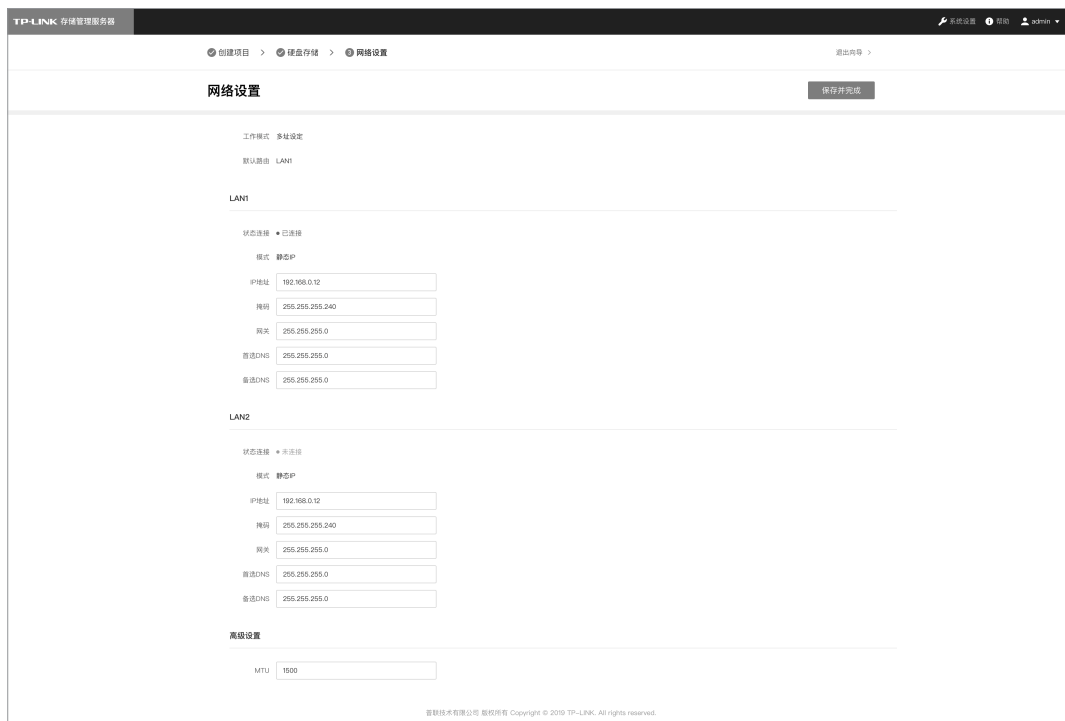 TP-LINK 存储管理服务器 系统设置 帮助 admin
创建项目 > 硬盘存储 > 3 网络设置 退出向导 >
网络设置 保存并完成
工作模式 多址设定
默认路由 LAN1
LAN1
状态连接 已连接
模式 静态IP
IP地址 192.168.0.12
掩码 255.255.255.240
网关 255.255.255.0
首选DNS 255.255.255.0
备选DNS 255.255.255.0
LAN2
状态连接 未连接
模式 静态IP
IP地址 192.168.0.12
掩码 255.255.255.240
网关 255.255.255.0
首选DNS 255.255.255.0
备选DNS 255.255.255.0
高级设置
MTU 1500
普联技术有限公司 版权所有 Copyright © 2019 TP-LINK. All rights reserved.